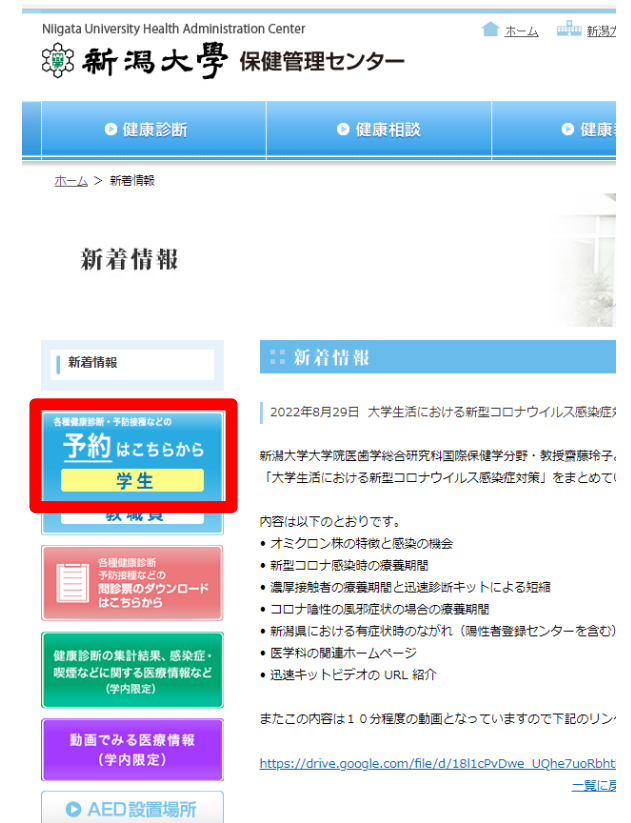 Niigata University Health Administration Center
ホーム 新潟
新潟大學 保健管理センター
健康診断
健康相談
健康
ホーム > 新着情報
新着情報
新着情報
新着情報
各種健康診断・予防接種などの
予約はこちらから
学生
教職員
各種健康診断
予防接種などの
問診票のダウンロード
はこちらから
健康診断の集計結果、感染症・
喫煙などに関する医療情報など
(学内限定)
動画でみる医療情報
(学内限定)
AED設置場所
2022年8月29日 大学生活における新型コロナウイルス感染症
新潟大学大学院医歯学総合研究科国際保健学分野・教授齋藤玲子
「大学生活における新型コロナウイルス感染症対策」をまとめてい
内容は以下のとおりです。
• オミクロン株の特徴と感染の機会
• 新型コロナ感染時の療養期間
• 濃厚接触者の療養期間と迅速診断キットによる短縮
• コロナ陰性の風邪症状の場合の療養期間
• 新潟県における有症状時のながれ（陽性者登録センターを含む）
• 医学科の関連ホームページ
• 迅速キットビデオの URL 紹介
またこの内容は１０分程度の動画となっていますので下記のリン
https://drive.google.com/file/d/18l1cPvDwe_UQhe7uoRbht
一覧に